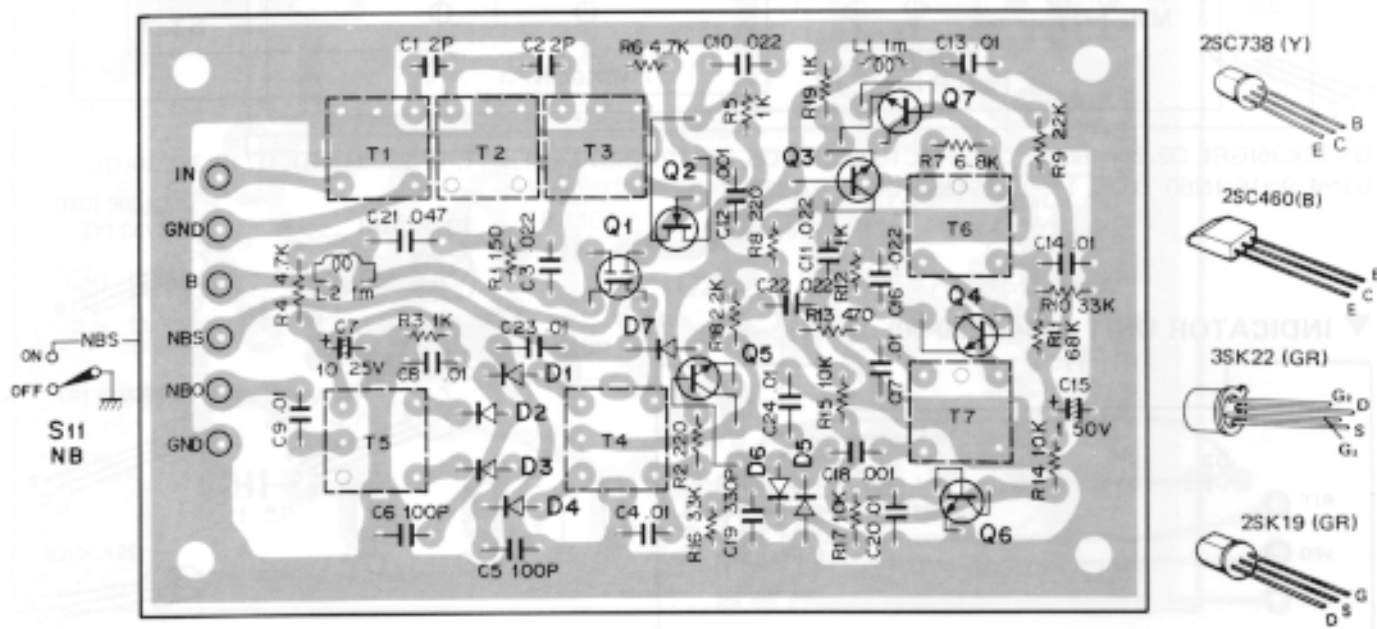 C1 2P
C2 2P
R6 4.7K
C10 .022
L1 1m
C13 .01
2SC738 (Y)
R5 1K
R19 1K
Q7
B
C
E
T1
T2
T3
Q2
.001
C12
Q3
R7 6.8K
R9 22K
IN
GND
B
NBS
NBO
GND
C21 .047
R4 4.7K
L2 1m
R1 150
C3 .022
Q1
R8 220
C11 .022
R12 1K
C16 .022
T6
C14 .01
R10 33K
R11 68K
2SC460(B)
C
E
INDICATOR
NBS
ON
OFF
S11
NB
C7
10 25V
R3 1K
C8 .01
C23 .01
D7
2.2K
C22 .022
R13 470
Q4
Q5
D1
D2
D3
D4
C9 .01
T5
T4
R2 220
C24 .01
R15 10K
.01
T7
C15
50V
3SK22 (GR)
D
S
G₁
C6 100P
C5 100P
C4 .01
R16 3.3K
C19 330P
D6
D5
C18 .001
R17 10K
C20 .01
Q6
R14 10K
2SK19 (GR)
G
S
D